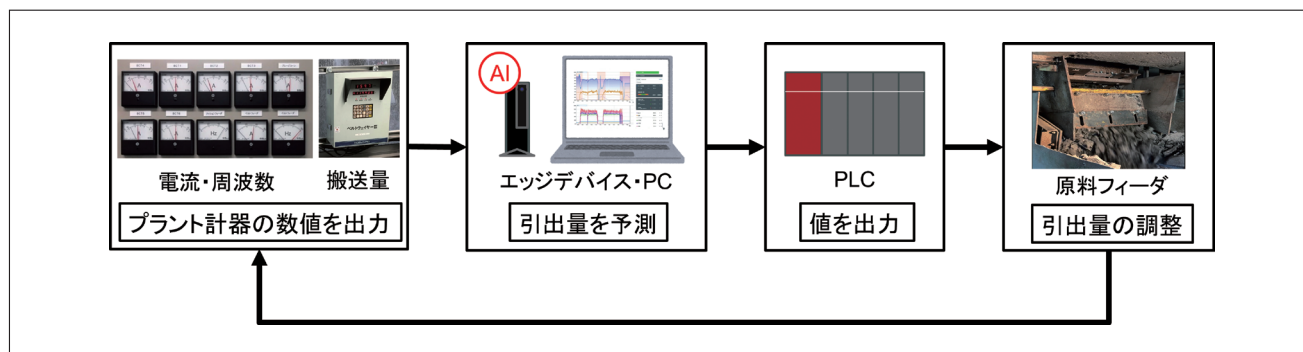 AI
電流・周波数
搬送量
エッジデバイス・PC
PLC
原料フィーダ
プラント計器の数値を出力
引出量を予測
値を出力
引出量の調整
Hz
A
Hz